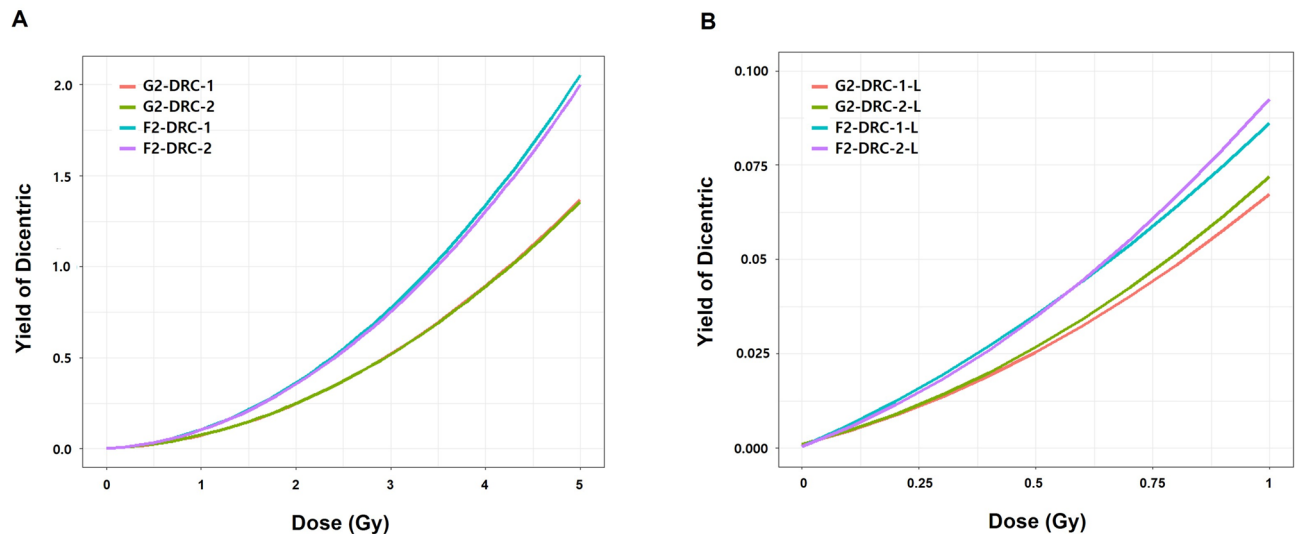 A
Yield of Dicentric
2.0
1.5
1.0
0.5
0.0
G2-DRC-1
G2-DRC-2
F2-DRC-1
F2-DRC-2
0 1 2 3 4 5
Dose (Gy)
B
Yield of Dicentric
0.100
0.075
0.05
0.025
0.000
G2-DRC-1-L
G2-DRC-2-L
F2-DRC-1-L
F2-DRC-2-L
0 0.25 0.5 0.75 1
Dose (Gy)